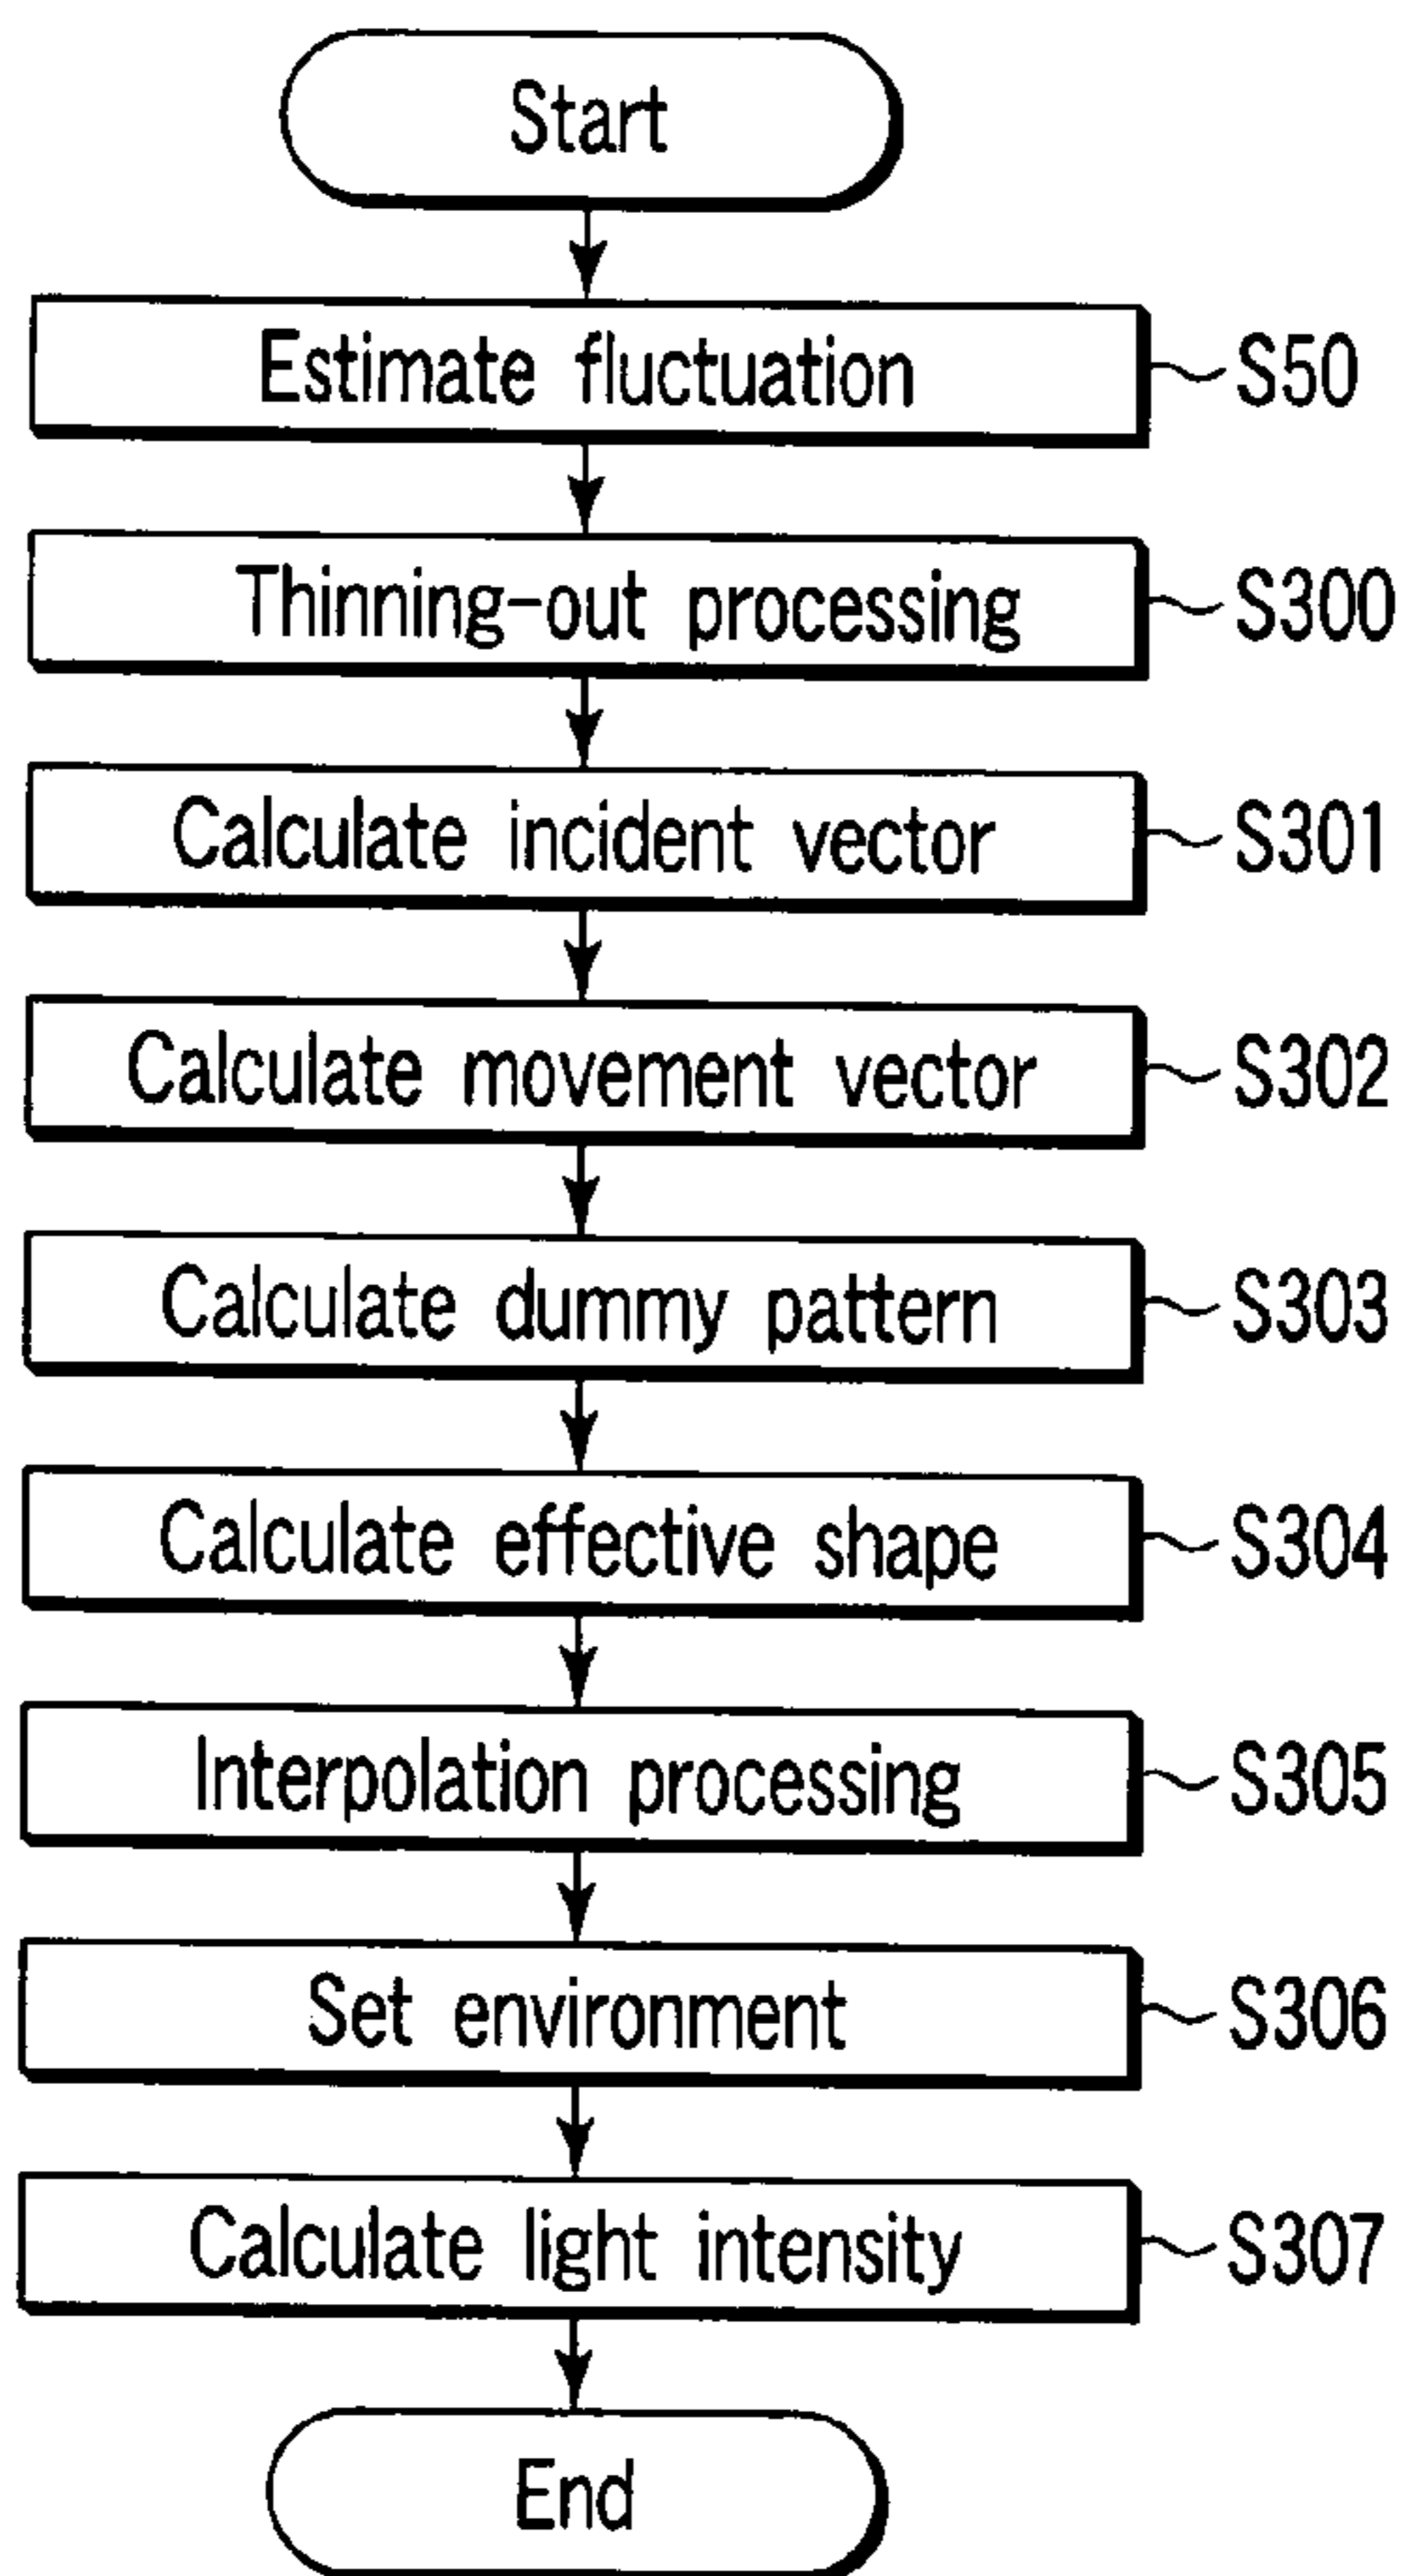 Start
Estimate fluctuation S50
Thinning-out processing S300
Calculate incident vector S301
Calculate movement vector S302
Calculate dummy pattern S303
Calculate effective shape S304
Interpolation processing S305
Set environment S306
Calculate light intensity S307
End